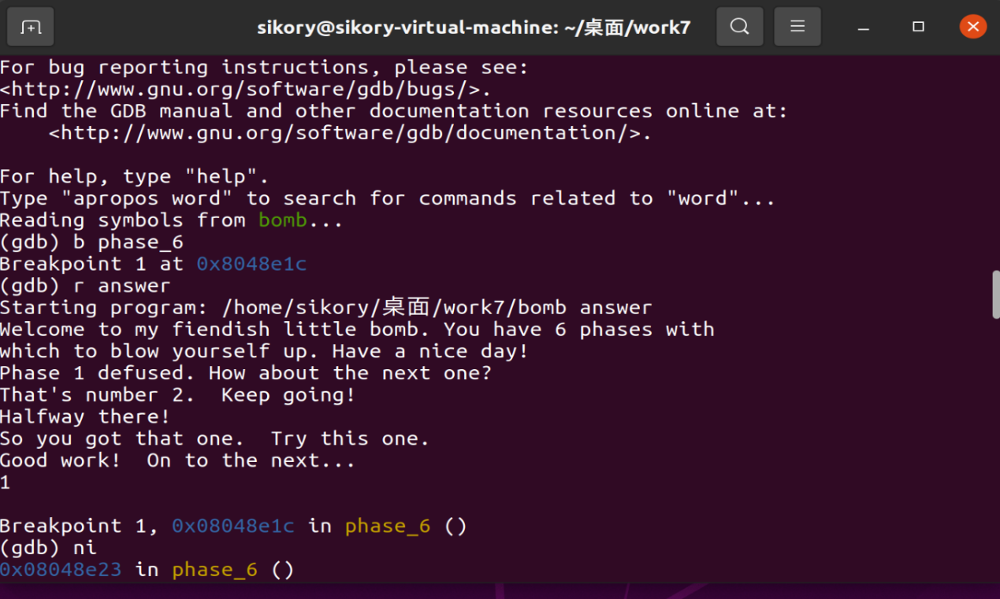 sikory@sikory-virtual-machine: ~/桌面/work7
For bug reporting instructions, please see:
<http://www.gnu.org/software/gdb/bugs/>.
Find the GDB manual and other documentation resources online at:
    <http://www.gnu.org/software/gdb/documentation/>.
For help, type "help".
Type "apropos word" to search for commands related to "word"...
Reading symbols from bomb...
(gdb) b phase_6
Breakpoint 1 at 0x8048e1c
(gdb) r answer
Starting program: /home/sikory/桌面/work7/bomb answer
Welcome to my fiendish little bomb. You have 6 phases with
which to blow yourself up. Have a nice day!
Phase 1 defused. How about the next one?
That's number 2.  Keep going!
Halfway there!
So you got that one.  Try this one.
Good work!  On to the next...
1
Breakpoint 1, 0x08048e1c in phase_6 ()
(gdb) ni
0x08048e23 in phase_6 ()